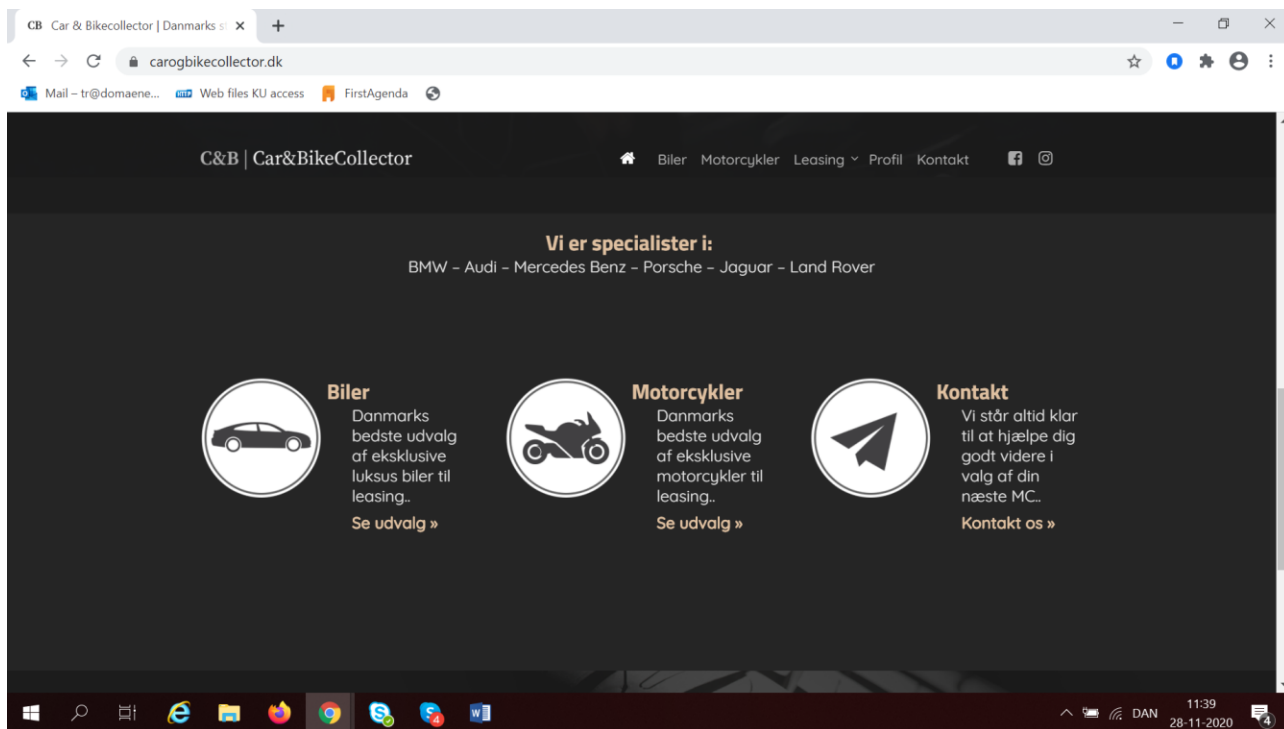 CB Car & Bikecollector | Danmarks s
carogbikecollector.dk
Mail – tr@domaene... Web files KU access FirstAgenda
C&B | Car&BikeCollector
Biler Motorcykler Leasing Profil Kontakt
Vi er specialister i:
BMW – Audi – Mercedes Benz – Porsche – Jaguar – Land Rover
Biler
Danmarks
bedste udvalg
af eksklusive
luksus biler til
leasing..
Se udvalg »
Motorcykler
Danmarks
bedste udvalg
af eksklusive
motorcykler til
leasing..
Se udvalg »
Kontakt
Vi står altid klar
til at hjælpe dig
godt videre i
valg af din
næste MC..
Kontakt os »
DAN
11:39
28-11-2020
4